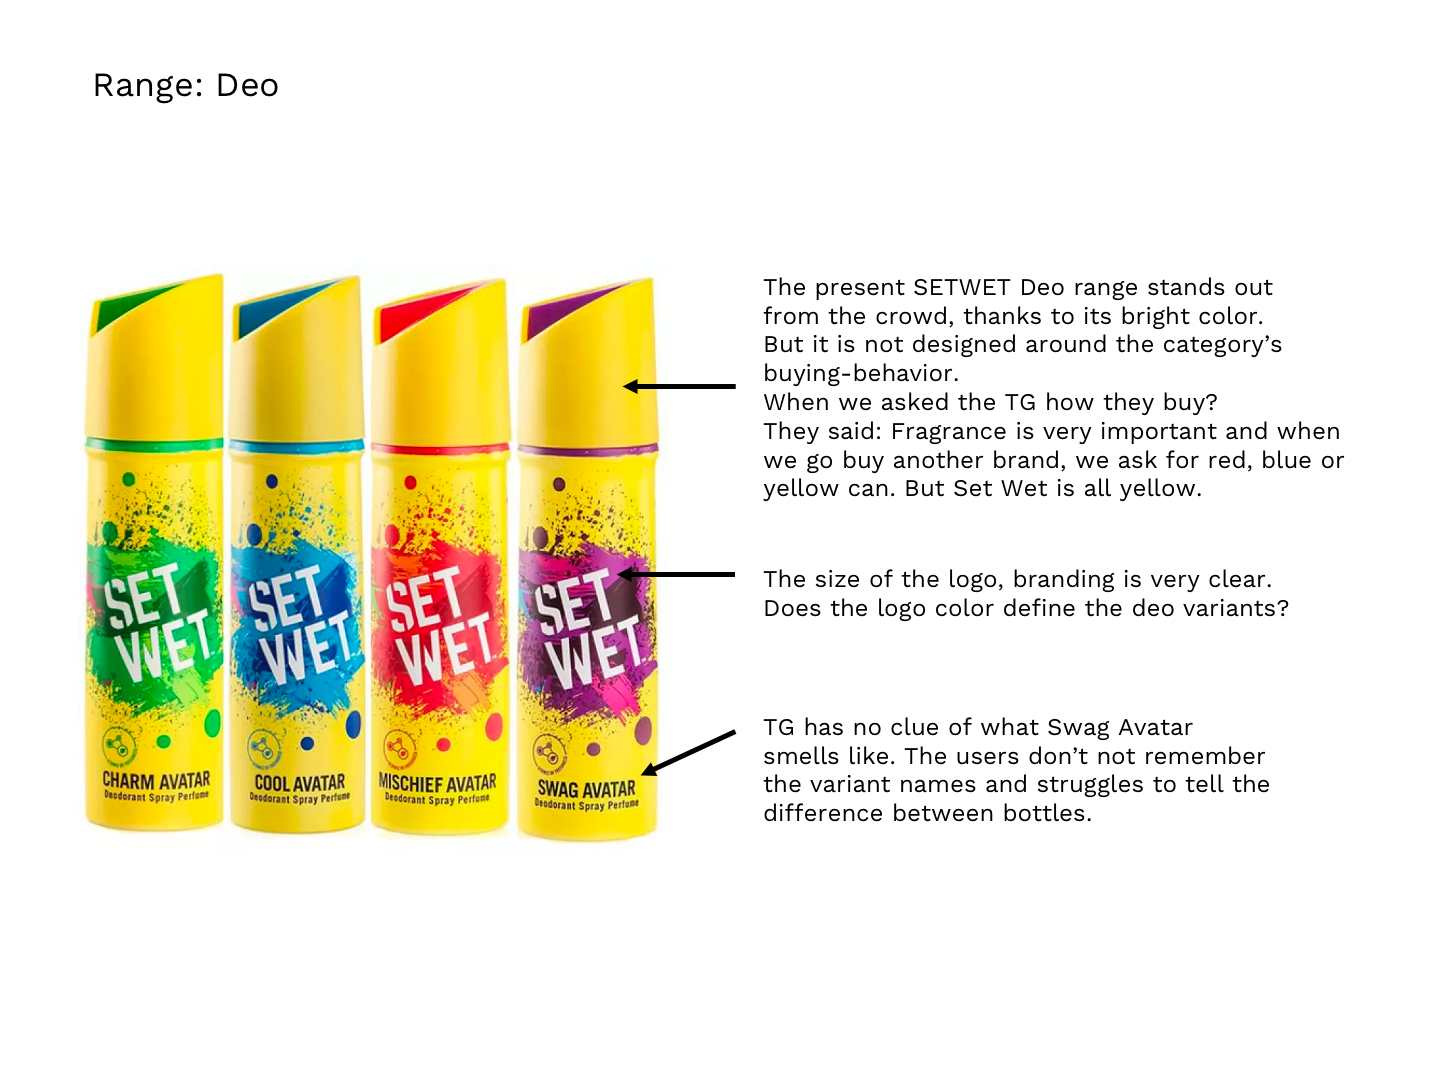 Range: Deo
The present SETWET Deo range stands out
from the crowd, thanks to its bright color.
But it is not designed around the category’s
buying-behavior.
When we asked the TG how they buy?
They said: Fragrance is very important and when
we go buy another brand, we ask for red, blue or
yellow can. But Set Wet is all yellow.
The size of the logo, branding is very clear.
Does the logo color define the deo variants?
TG has no clue of what Swag Avatar
smells like. The users don’t not remember
the variant names and struggles to tell the
difference between bottles.
SET
WET
CHARM AVATAR
Deodorant Spray Perfume
SET
WET
COOL AVATAR
Deodorant Spray Perfume
SET
WET
MISCHIEF AVATAR
Deodorant Spray Perfume
SET
WET
SWAG AVATAR
Deodorant Spray Perfume